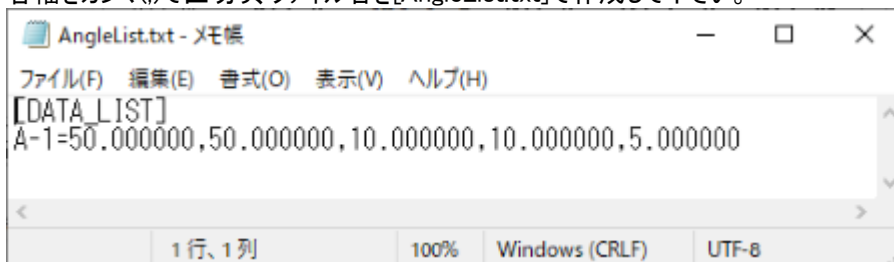 AngleList.txt - メモ帳
ファイル(F) 編集(E) 書式(O) 表示(V) ヘルプ(H)
[DATA_LIST]
A-1=50.000000,50.000000,10.000000,10.000000,5.000000
1 行、1 列 100% Windows (CRLF) UTF-8